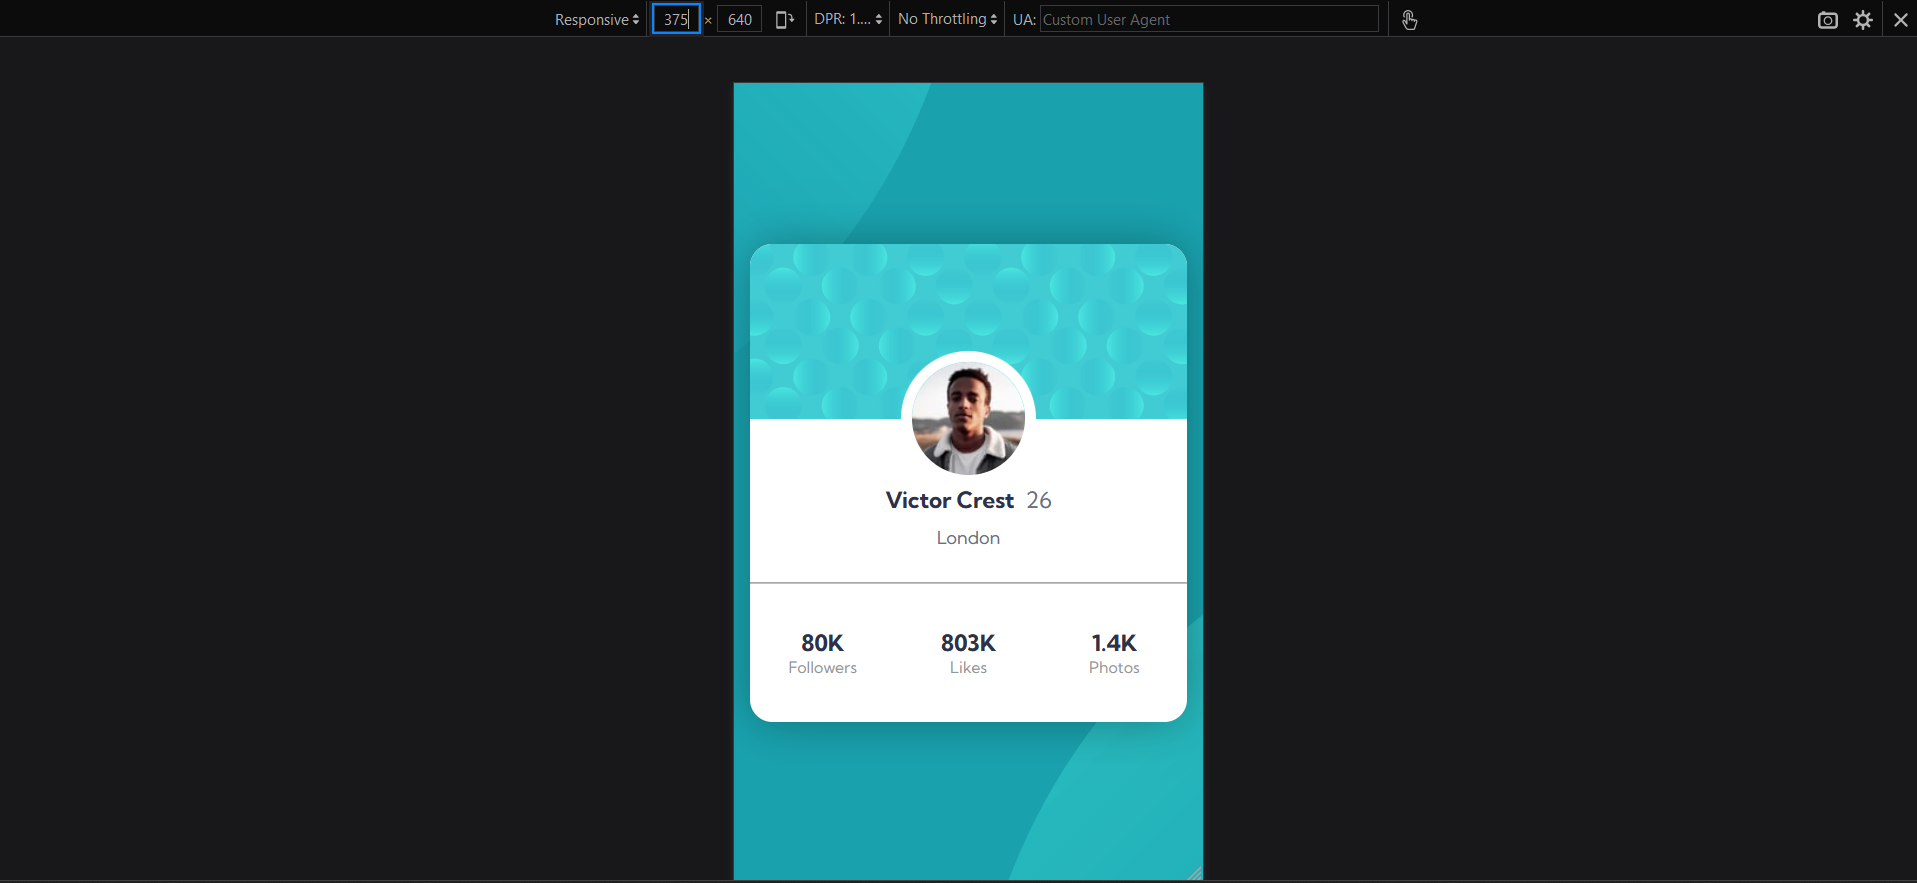 Responsive 375 × 640 DPR: 1.... No Throttling UA: Custom User Agent
Victor Crest 26
London
80K 803K 1.4K
Followers Likes Photos